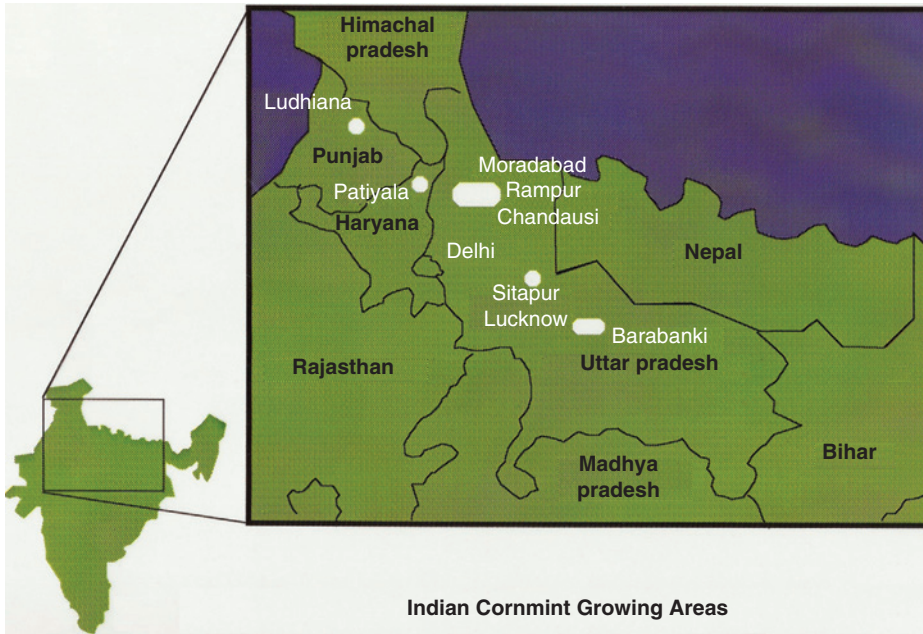 Himachal
pradesh
Ludhiana
Punjab
Moradabad
Patiyala
Rampur
Chandausi
Haryana
Delhi
Nepal
Sitapur
Lucknow
Barabanki
Rajasthan
Uttar pradesh
Bihar
Madhya
pradesh
Indian Cornmint Growing Areas